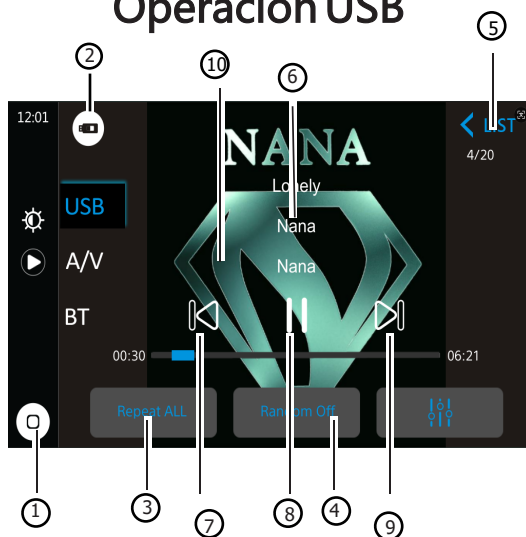 Operación USB
2
10
6
5
12:01
LIST
4/20
NANA
Lonely
USB
Nana
A/V
Nana
BT
00:30
06:21
Repeat ALL
Random Off
1
3
7
8
4
9